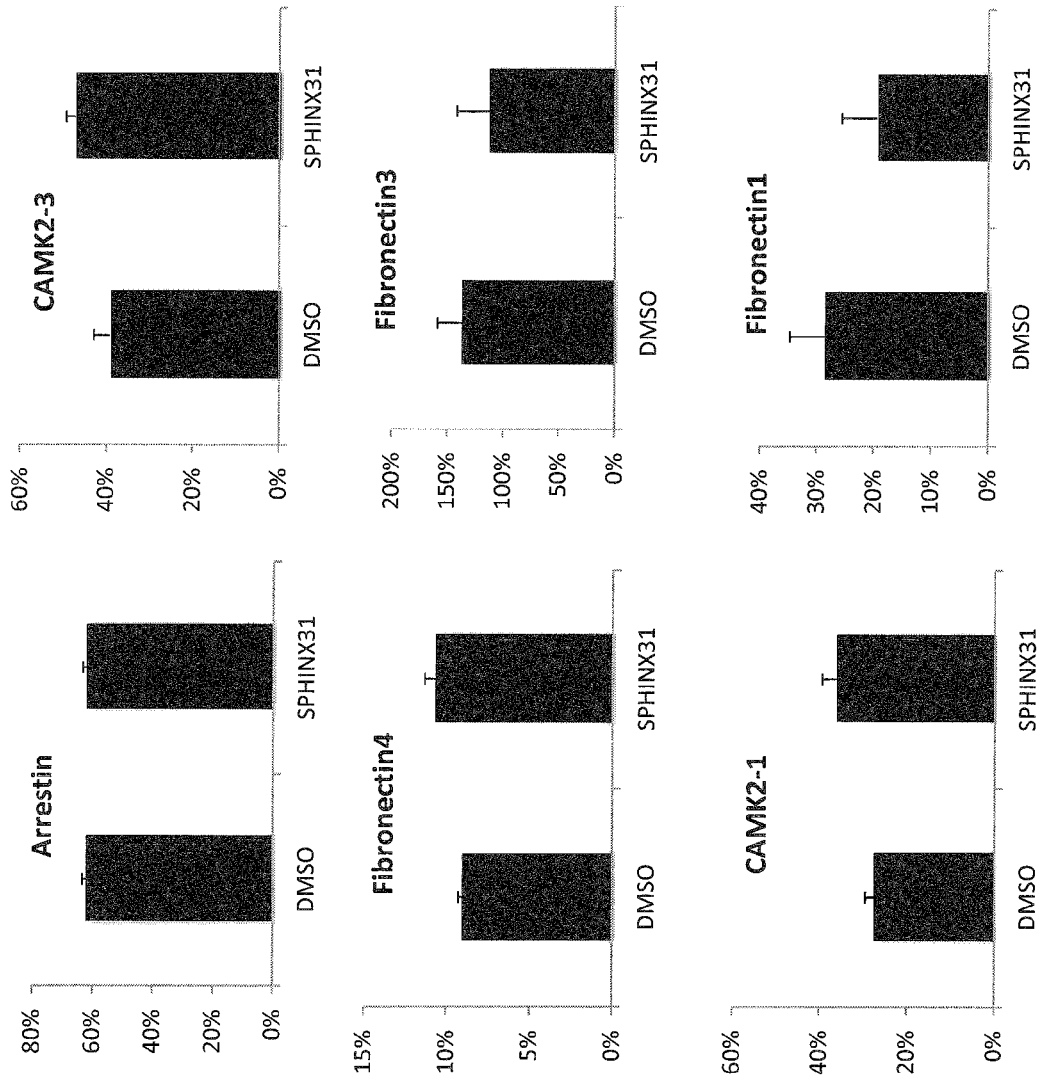 Arrestin
80%
60%
40%
20%
0%
DMSO SPHINX31
CAMK2-3
60%
40%
20%
0%
DMSO SPHINX31
Fibronectin4
15%
10%
5%
0%
DMSO SPHINX31
Fibronectin3
200%
150%
100%
50%
0%
DMSO SPHINX31
CAMK2-1
60%
40%
20%
0%
DMSO SPHINX31
Fibronectin1
40%
30%
20%
10%
0%
DMSO SPHINX31